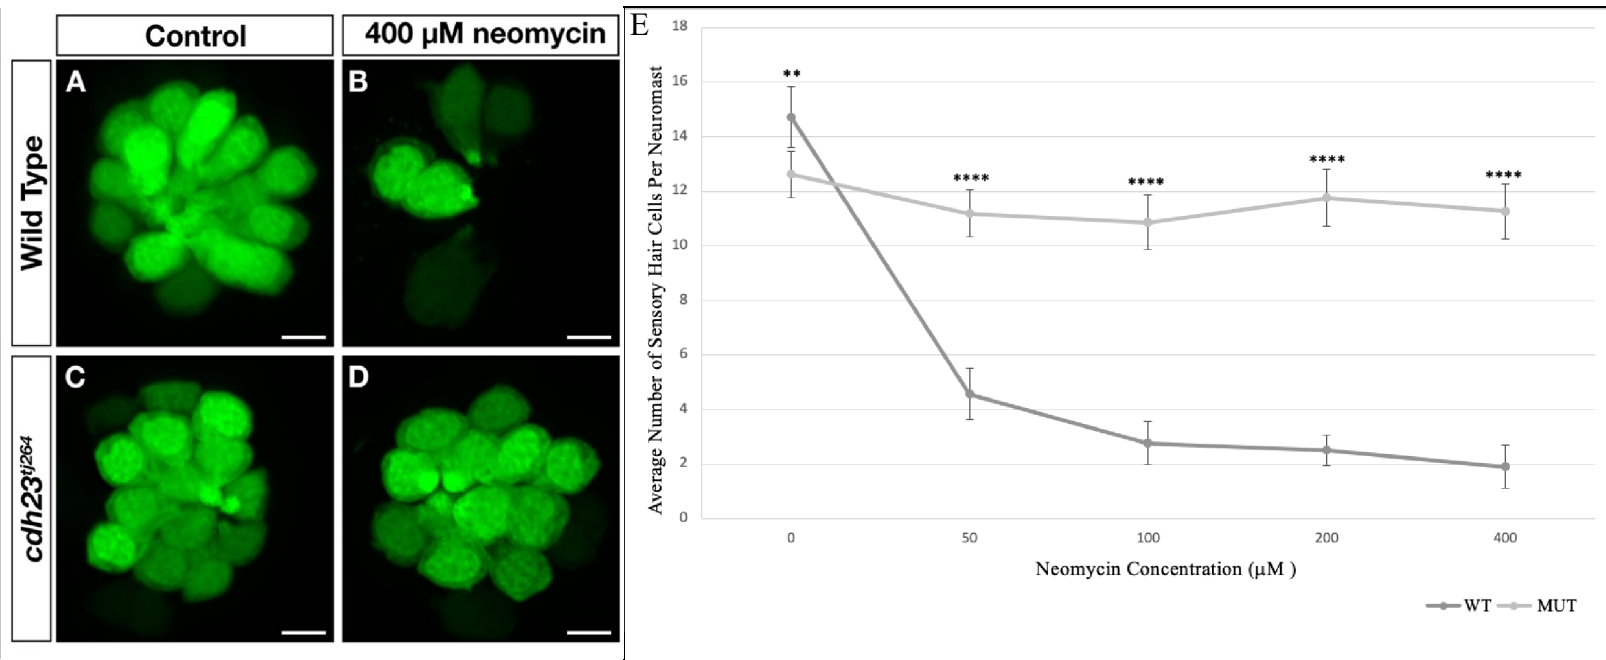 Control
400 µM neomycin
Wild Type
A
B
cdh23tj264
C
D
E
Average Number of Sensory Hair Cells Per Neuromast
18
16
14
12
10
8
6
4
2
0
**
****
****
****
****
0 50 100 200 400
Neomycin Concentration (µM )
WT MUT